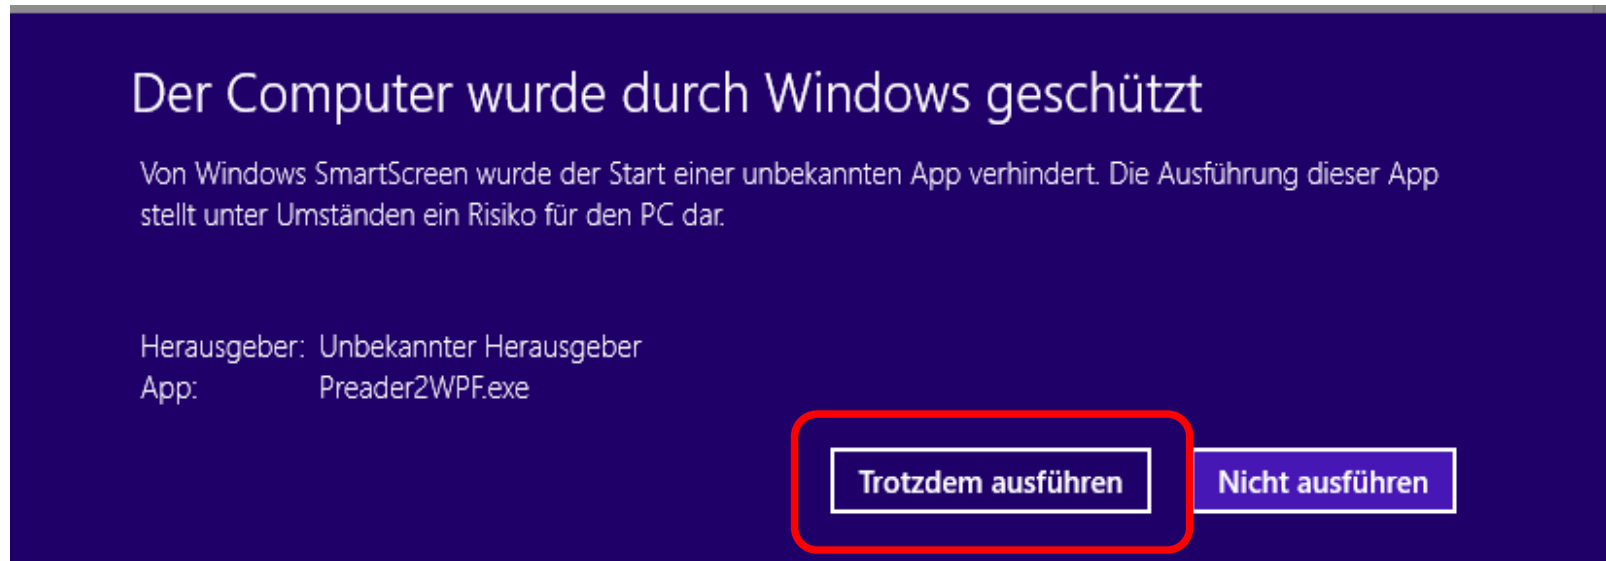 Der Computer wurde durch Windows geschützt
Von Windows SmartScreen wurde der Start einer unbekannten App verhindert. Die Ausführung dieser App
stellt unter Umständen ein Risiko für den PC dar.
Herausgeber: Unbekannter Herausgeber
App: Preader2WPF.exe
Trotzdem ausführen Nicht ausführen